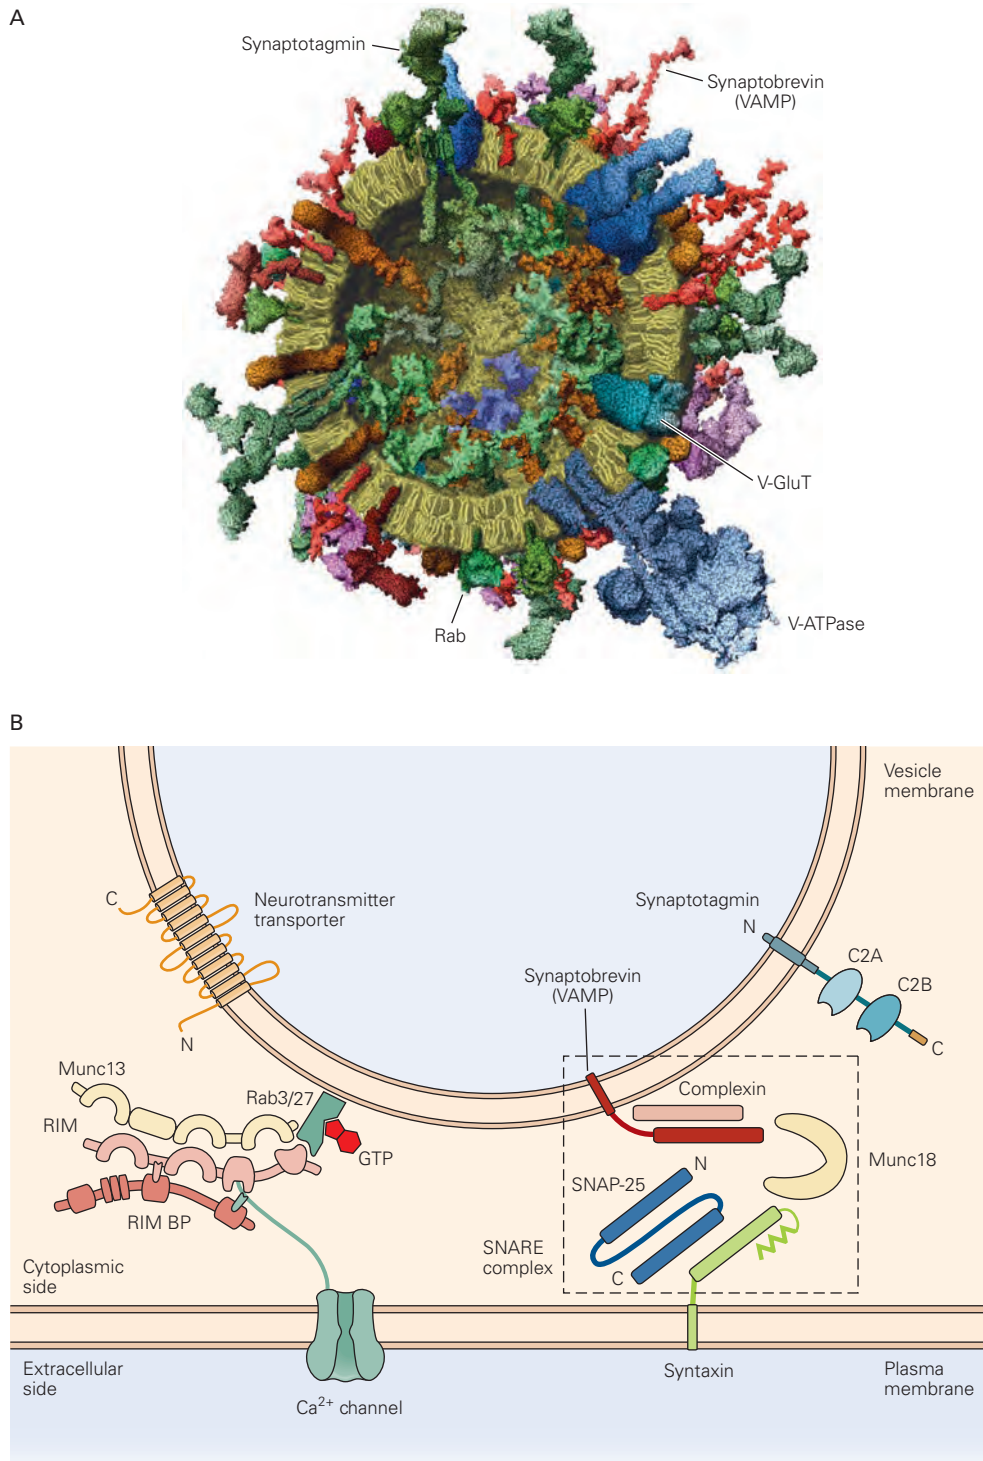 A
Synaptotagmin
Synaptobrevin
(VAMP)
V-GluT
V-ATPase
Rab
B
Vesicle
membrane
C
Neurotransmitter
transporter
N
Synaptotagmin
N
C2A
C2B
C
Synaptobrevin
(VAMP)
Munc13
Rab3/27
RIM
GTP
RIM BP
Complexin
Munc18
N
SNAP-25
SNARE
complex
C
Cytoplasmic
side
Extracellular
side
Ca2+ channel
Syntaxin
Plasma
membrane